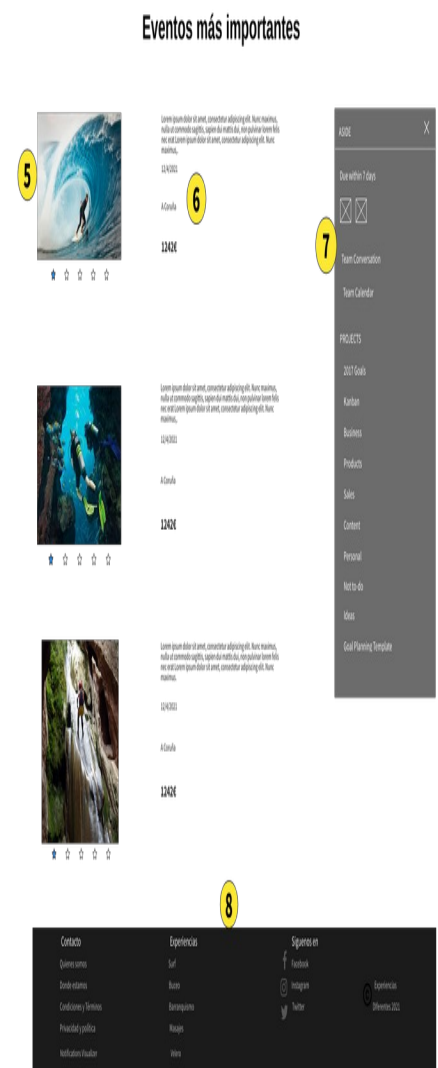 Eventos más importantes
5
Lorem ipsum dolor sit amet, consectetur adipiscing elit. Nunc maximus,
nulla ut commodo sagittis, sapien dui mattis dui, non pulvinar lorem felis
nec erat Lorem ipsum dolor sit amet, consectetur adipiscing elit. Nunc
maximus,
12/4/2021
6
A Coruña
1242€
ASIDE X
Due within 7 days
7
Team Conversation
Team Calendar
PROJECTS
2017 Goals
Kanban
Business
Products
Sales
Content
Personal
Not to-do
Ideas
Goal Planning Template
Lorem ipsum dolor sit amet, consectetur adipiscing elit. Nunc maximus,
nulla ut commodo sagittis, sapien dui mattis dui, non pulvinar lorem felis
nec erat Lorem ipsum dolor sit amet, consectetur adipiscing elit. Nunc
maximus,
12/4/2021
A Coruña
1242€
Lorem ipsum dolor sit amet, consectetur adipiscing elit. Nunc maximus,
nulla ut commodo sagittis, sapien dui mattis dui, non pulvinar lorem felis
nec erat Lorem ipsum dolor sit amet, consectetur adipiscing elit. Nunc
maximus,
12/4/2021
A Coruña
1242€
8
Contacto
Quienes somos
Donde estamos
Condiciones y Términos
Privacidad y política
Notifications Visualizer
Experiencias
Surf
Buceo
Barranquismo
Masajes
Velero
Siguenos en
Facebook
Instagram
Twitter
Experiencias
Diferentes 2021